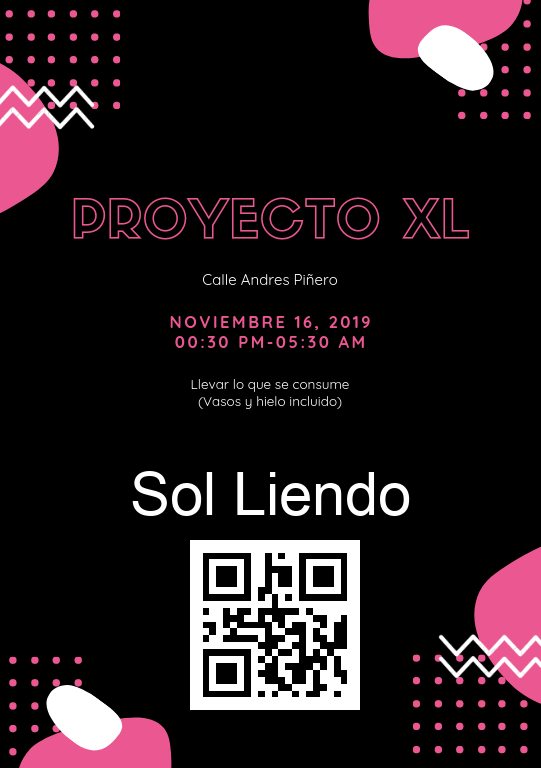 PROYECTO XL
Calle Andres Piñero
NOVIEMBRE 16, 2019
00:30 PM-05:30 AM
Llevar lo que se consume
(Vasos y hielo incluido)
Sol Liendo